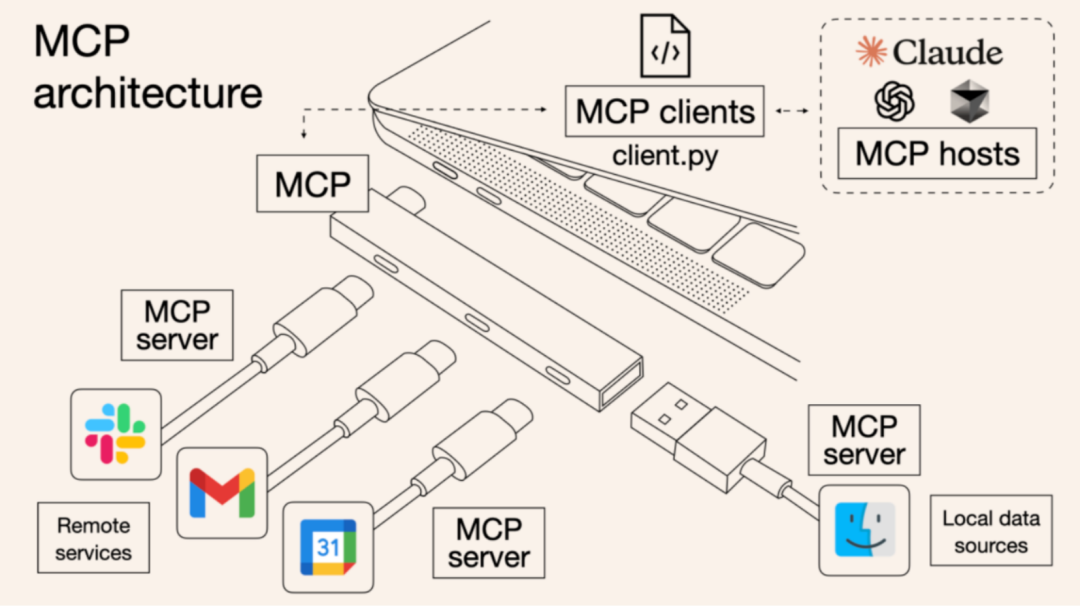 MCP
architecture
</>
MCP clients
client.py
Claude
MCP hosts
MCP
MCP
server
Remote
services
31
MCP
server
MCP
server
Local data
sources